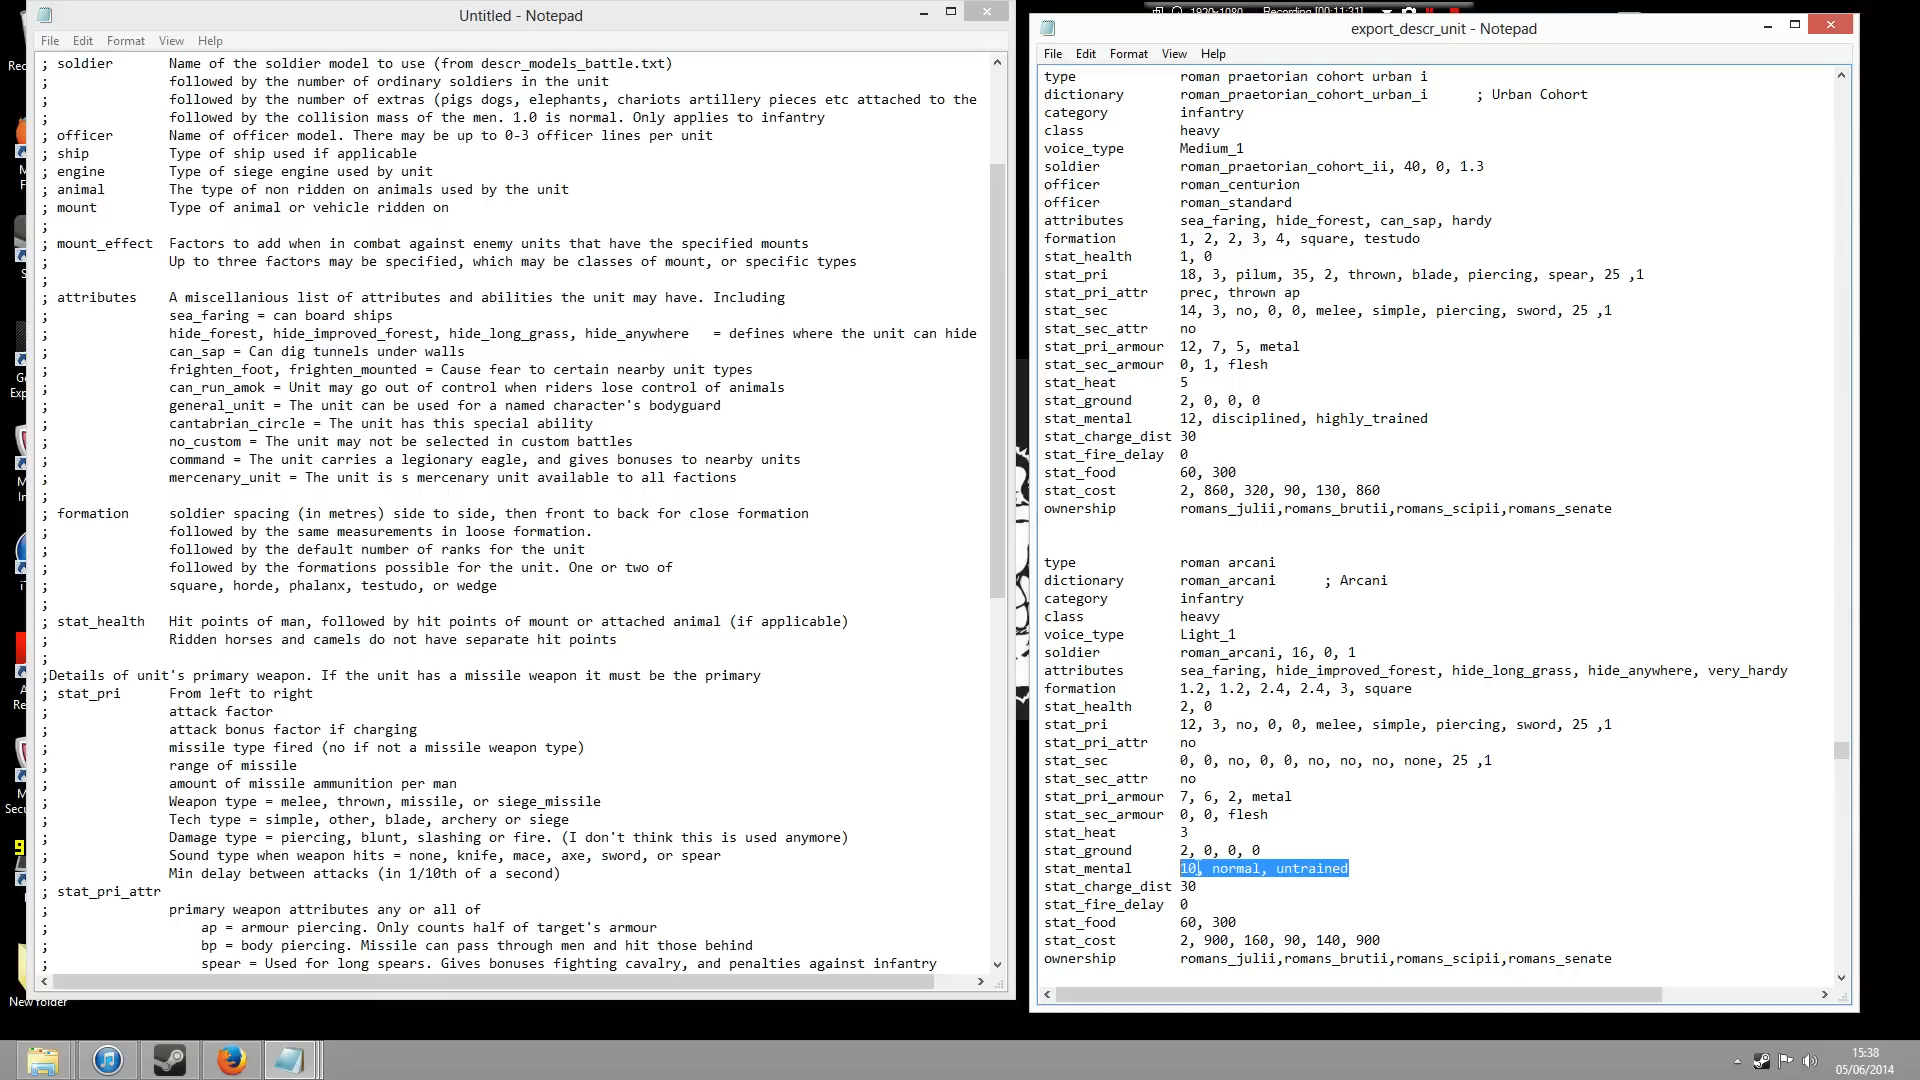 Untitled - Notepad
File Edit Format View Help
; soldier Name of the soldier model to use (from descr_models_battle.txt)
; followed by the number of ordinary soldiers in the unit
; followed by the number of extras (pigs dogs, elephants, chariots artillery pieces etc attached to the
; followed by the collision mass of the men. 1.0 is normal. Only applies to infantry
; officer Name of officer model. There may be up to 0-3 officer lines per unit
; ship Type of ship used if applicable
; engine Type of siege engine used by unit
; animal The type of non ridden on animals used by the unit
; mount Type of animal or vehicle ridden on
;
; mount_effect Factors to add when in combat against enemy units that have the specified mounts
; Up to three factors may be specified, which may be classes of mount, or specific types
;
; attributes A miscellanious list of attributes and abilities the unit may have. Including
; sea_faring = can board ships
; hide_forest, hide_improved_forest, hide_long_grass, hide_anywhere = defines where the unit can hide
; can_sap = Can dig tunnels under walls
; frighten_foot, frighten_mounted = Cause fear to certain nearby unit types
; can_run_amok = Unit may go out of control when riders lose control of animals
; general_unit = The unit can be used for a named character's bodyguard
; cantabrian_circle = The unit has this special ability
; no_custom = The unit may not be selected in custom battles
; command = The unit carries a legionary eagle, and gives bonuses to nearby units
; mercenary_unit = The unit is s mercenary unit available to all factions
;
; formation soldier spacing (in metres) side to side, then front to back for close formation
; followed by the same measurements in loose formation.
; followed by the default number of ranks for the unit
; followed by the formations possible for the unit. One or two of
; square, horde, phalanx, testudo, or wedge
;
; stat_health Hit points of man, followed by hit points of mount or attached animal (if applicable)
; Ridden horses and camels do not have separate hit points
;
;Details of unit's primary weapon. If the unit has a missile weapon it must be the primary
; stat_pri From left to right
; attack factor
; attack bonus factor if charging
; missile type fired (no if not a missile weapon type)
; range of missile
; amount of missile ammunition per man
; Weapon type = melee, thrown, missile, or siege_missile
; Tech type = simple, other, blade, archery or siege
; Damage type = piercing, blunt, slashing or fire. (I don't think this is used anymore)
; Sound type when weapon hits = none, knife, mace, axe, sword, or spear
; Min delay between attacks (in 1/10th of a second)
; stat_pri_attr
; primary weapon attributes any or all of
; ap = armour piercing. Only counts half of target's armour
; bp = body piercing. Missile can pass through men and hit those behind
; spear = Used for long spears. Gives bonuses fighting cavalry, and penalties against infantry
New folder
1920x1080 Recording [00:11:31]
export_descr_unit - Notepad
File Edit Format View Help
type roman praetorian cohort urban i
dictionary roman_praetorian_cohort_urban_i ; Urban Cohort
category infantry
class heavy
voice_type Medium_1
soldier roman_praetorian_cohort_ii, 40, 0, 1.3
officer roman_centurion
officer roman_standard
attributes sea_faring, hide_forest, can_sap, hardy
formation 1, 2, 2, 3, 4, square, testudo
stat_health 1, 0
stat_pri 18, 3, pilum, 35, 2, thrown, blade, piercing, spear, 25 ,1
stat_pri_attr prec, thrown ap
stat_sec 14, 3, no, 0, 0, melee, simple, piercing, sword, 25 ,1
stat_sec_attr no
stat_pri_armour 12, 7, 5, metal
stat_sec_armour 0, 1, flesh
stat_heat 5
stat_ground 2, 0, 0, 0
stat_mental 12, disciplined, highly_trained
stat_charge_dist 30
stat_fire_delay 0
stat_food 60, 300
stat_cost 2, 860, 320, 90, 130, 860
ownership romans_julii,romans_brutii,romans_scipii,romans_senate
type roman arcani
dictionary roman_arcani ; Arcani
category infantry
class heavy
voice_type Light_1
soldier roman_arcani, 16, 0, 1
attributes sea_faring, hide_improved_forest, hide_long_grass, hide_anywhere, very_hardy
formation 1.2, 1.2, 2.4, 2.4, 3, square
stat_health 2, 0
stat_pri 12, 3, no, 0, 0, melee, simple, piercing, sword, 25 ,1
stat_pri_attr no
stat_sec 0, 0, no, 0, 0, no, no, no, none, 25 ,1
stat_sec_attr no
stat_pri_armour 7, 6, 2, metal
stat_sec_armour 0, 0, flesh
stat_heat 3
stat_ground 2, 0, 0, 0
stat_mental 10, normal, untrained
stat_charge_dist 30
stat_fire_delay 0
stat_food 60, 300
stat_cost 2, 900, 160, 90, 140, 900
ownership romans_julii,romans_brutii,romans_scipii,romans_senate
15:38
05/06/2014